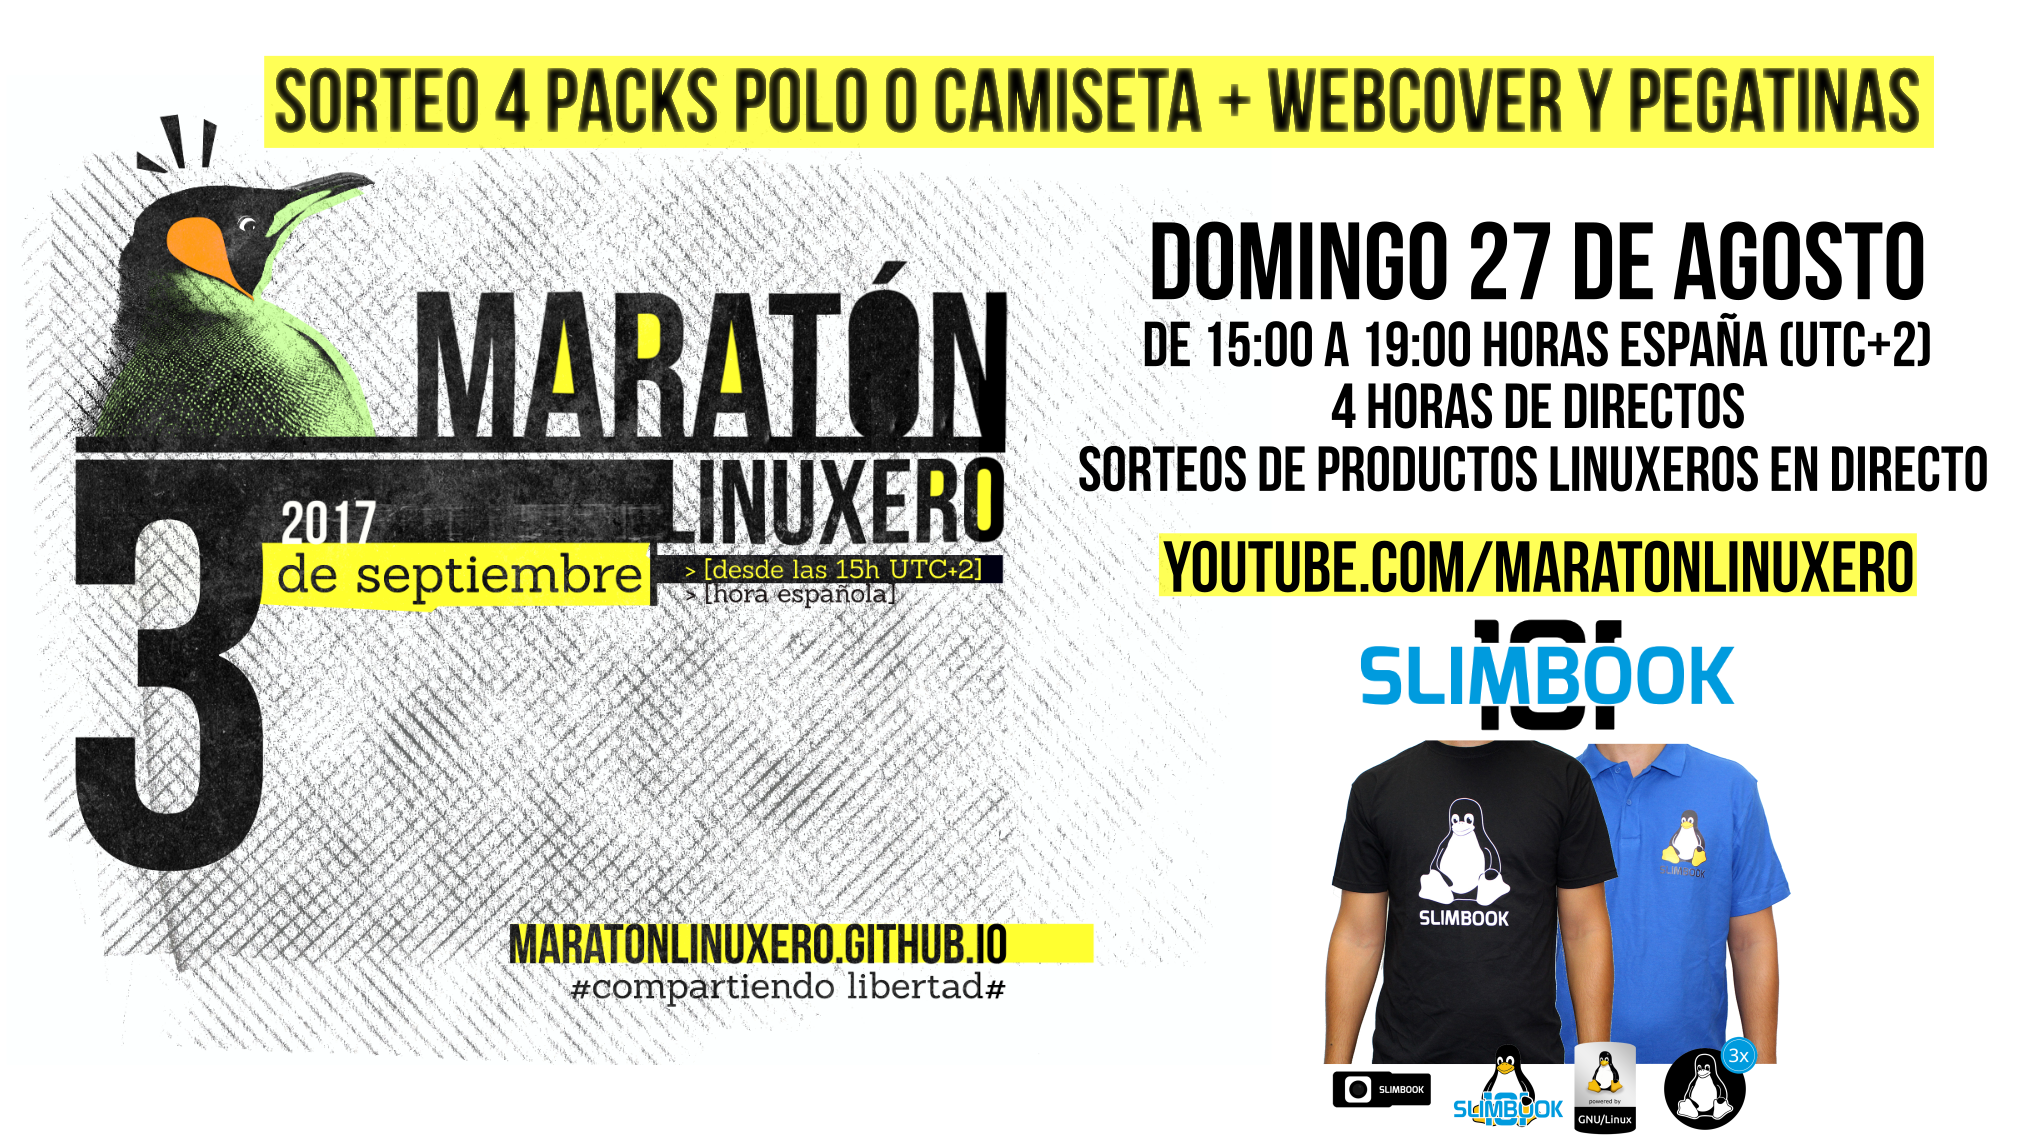 SORTEO 4 PACKS POLO O CAMISETA + WEBCOVER Y PEGATINAS
MARATÓN
LINUXERO
3
2017
de septiembre
> [desde las 15h UTC+2]
> [hora española]
MARATONLINUXERO.GITHUB.IO
#compartiendo libertad#
DOMINGO 27 DE AGOSTO
DE 15:00 A 19:00 HORAS ESPAÑA (UTC+2)
4 HORAS DE DIRECTOS
SORTEOS DE PRODUCTOS LINUXEROS EN DIRECTO
YOUTUBE.COM/MARATONLINUXERO
SLIMBOOK
SLIMBOOK
SLIMBOOK
SLIMBOOK
SLIMBOOK
powered by
GNU/Linux
3x